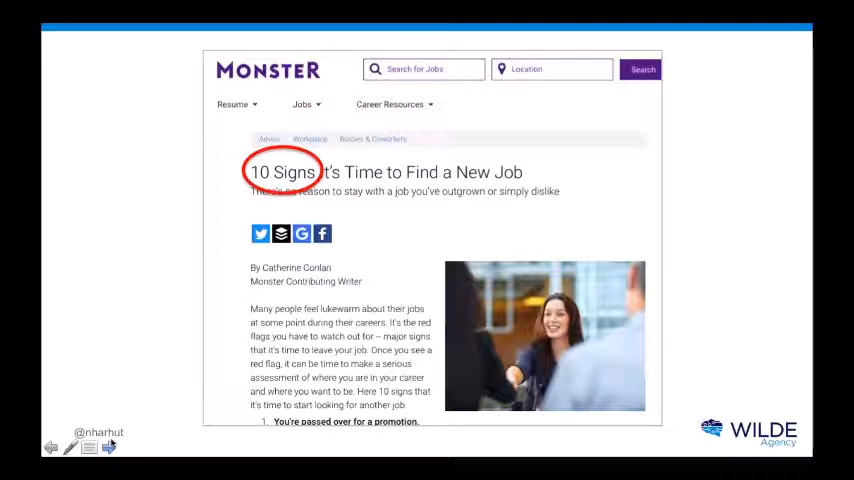 MONSTER
Search for Jobs
Location
Search
Resume
Jobs
Career Resources
Advice Workplace Bosses & Coworkers
10 Signs It's Time to Find a New Job
There's no reason to stay with a job you've outgrown or simply dislike
By Catherine Conlan
Monster Contributing Writer
Many people feel lukewarm about their jobs
at some point during their careers. It's the red
flags you have to watch out for -- major signs
that it's time to leave your job. Once you see a
red flag, it can be time to make a serious
assessment of where you are in your career
and where you want to be. Here 10 signs that
it's time to start looking for another job.
1. You're passed over for a promotion.
@nharhut
WILDE
Agency